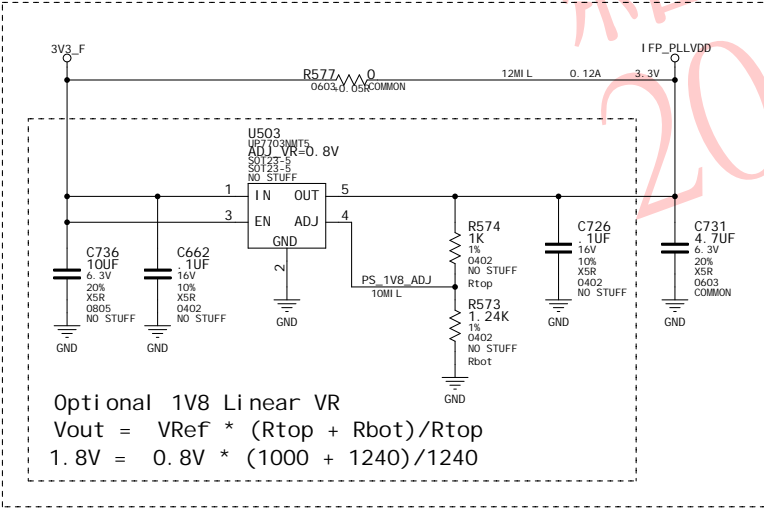 3V3_F
IFP_PLLVDD
R577
0
0603
+0.05R
COMMON
12MIL
0.12A
3.3V
U503
UP7703NMT5
ADJ_VR=0.8V
SOT23-5
SOT23-5
NO STUFF
1
IN
OUT
5
3
EN
ADJ
4
GND
2
GND
C736
10UF
6.3V
20%
X5R
0805
NO STUFF
GND
C662
.1UF
16V
10%
X5R
0402
NO STUFF
GND
PS_1V8_ADJ
10MIL
R574
1K
1%
0402
NO STUFF
Rtop
R573
1.24K
1%
0402
NO STUFF
Rbot
GND
C726
.1UF
16V
10%
X5R
0402
NO STUFF
GND
C731
4.7UF
6.3V
20%
X5R
0603
COMMON
GND
Optional 1V8 Linear VR
Vout = VRef * (Rtop + Rbot)/Rtop
1.8V = 0.8V * (1000 + 1240)/1240
20